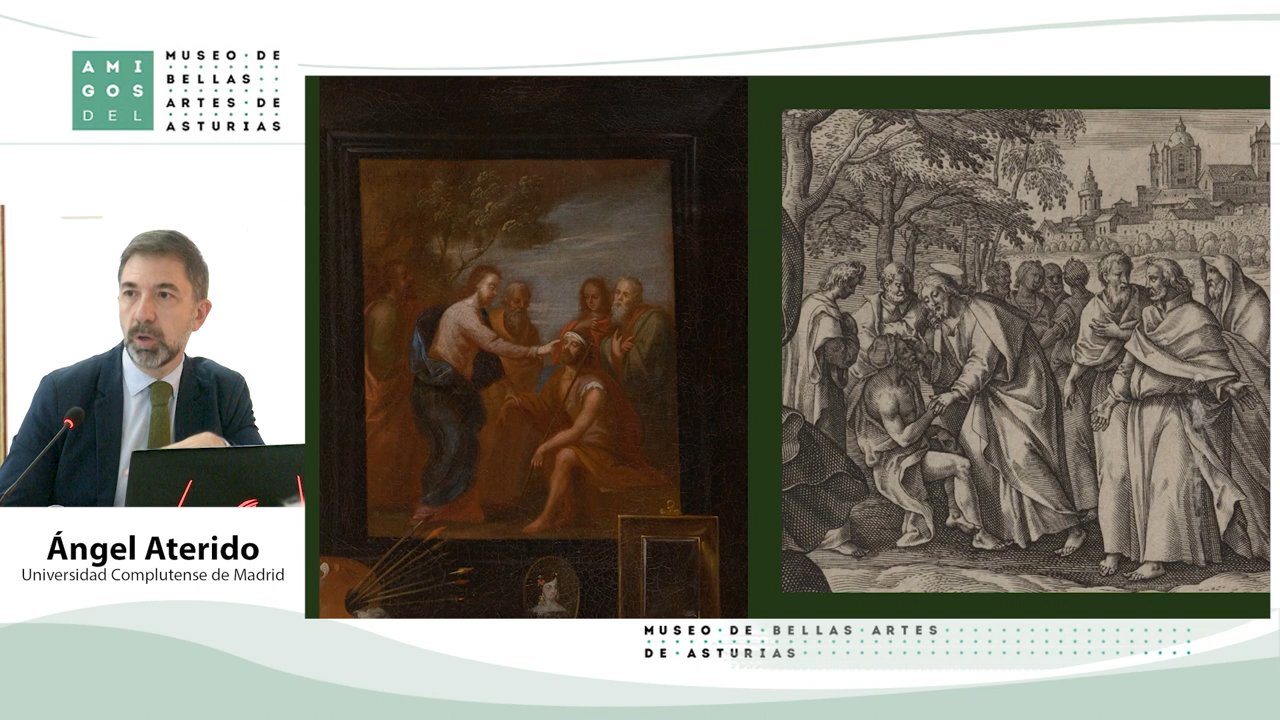 AMI
GOS
DEL
MUSEO · DE
BELLAS
ARTES · DE
ASTURIAS
Ángel Aterido
Universidad Complutense de Madrid
MUSEO · DE · BELLAS · ARTES
DE · ASTURIAS